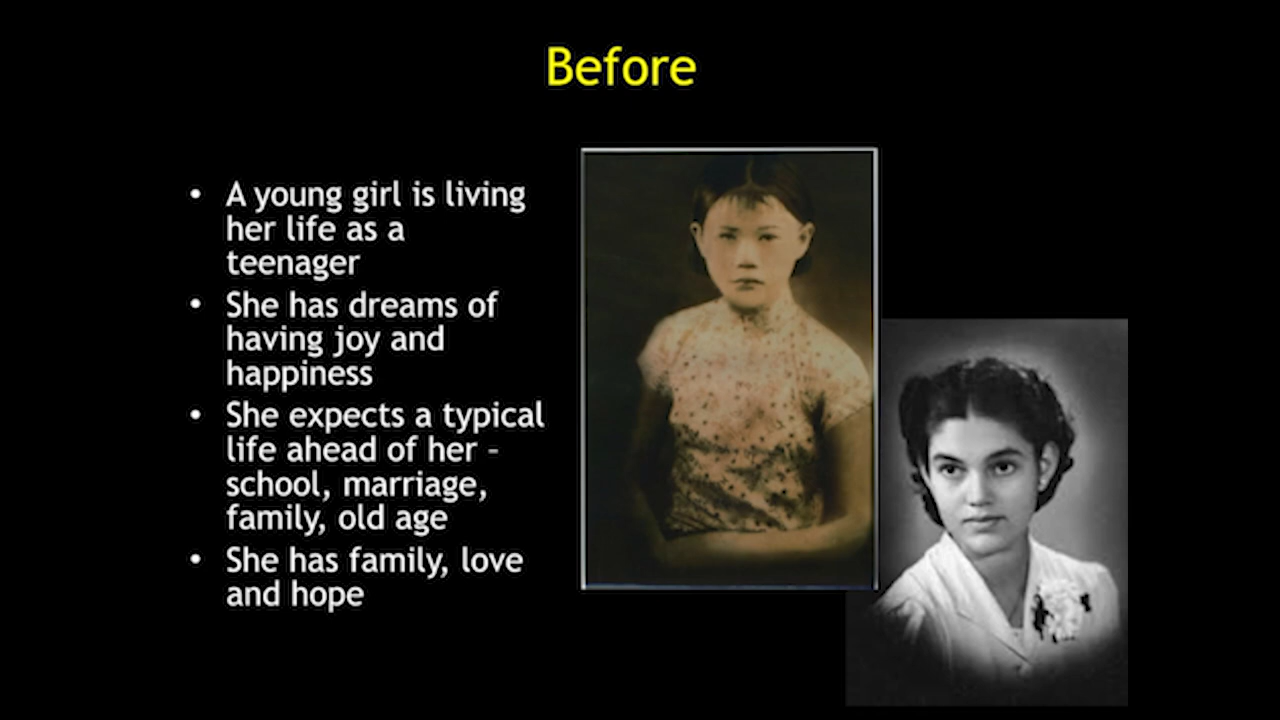 Before
• A young girl is living
her life as a
teenager
• She has dreams of
having joy and
happiness
• She expects a typical
life ahead of her -
school, marriage,
family, old age
• She has family, love
and hope